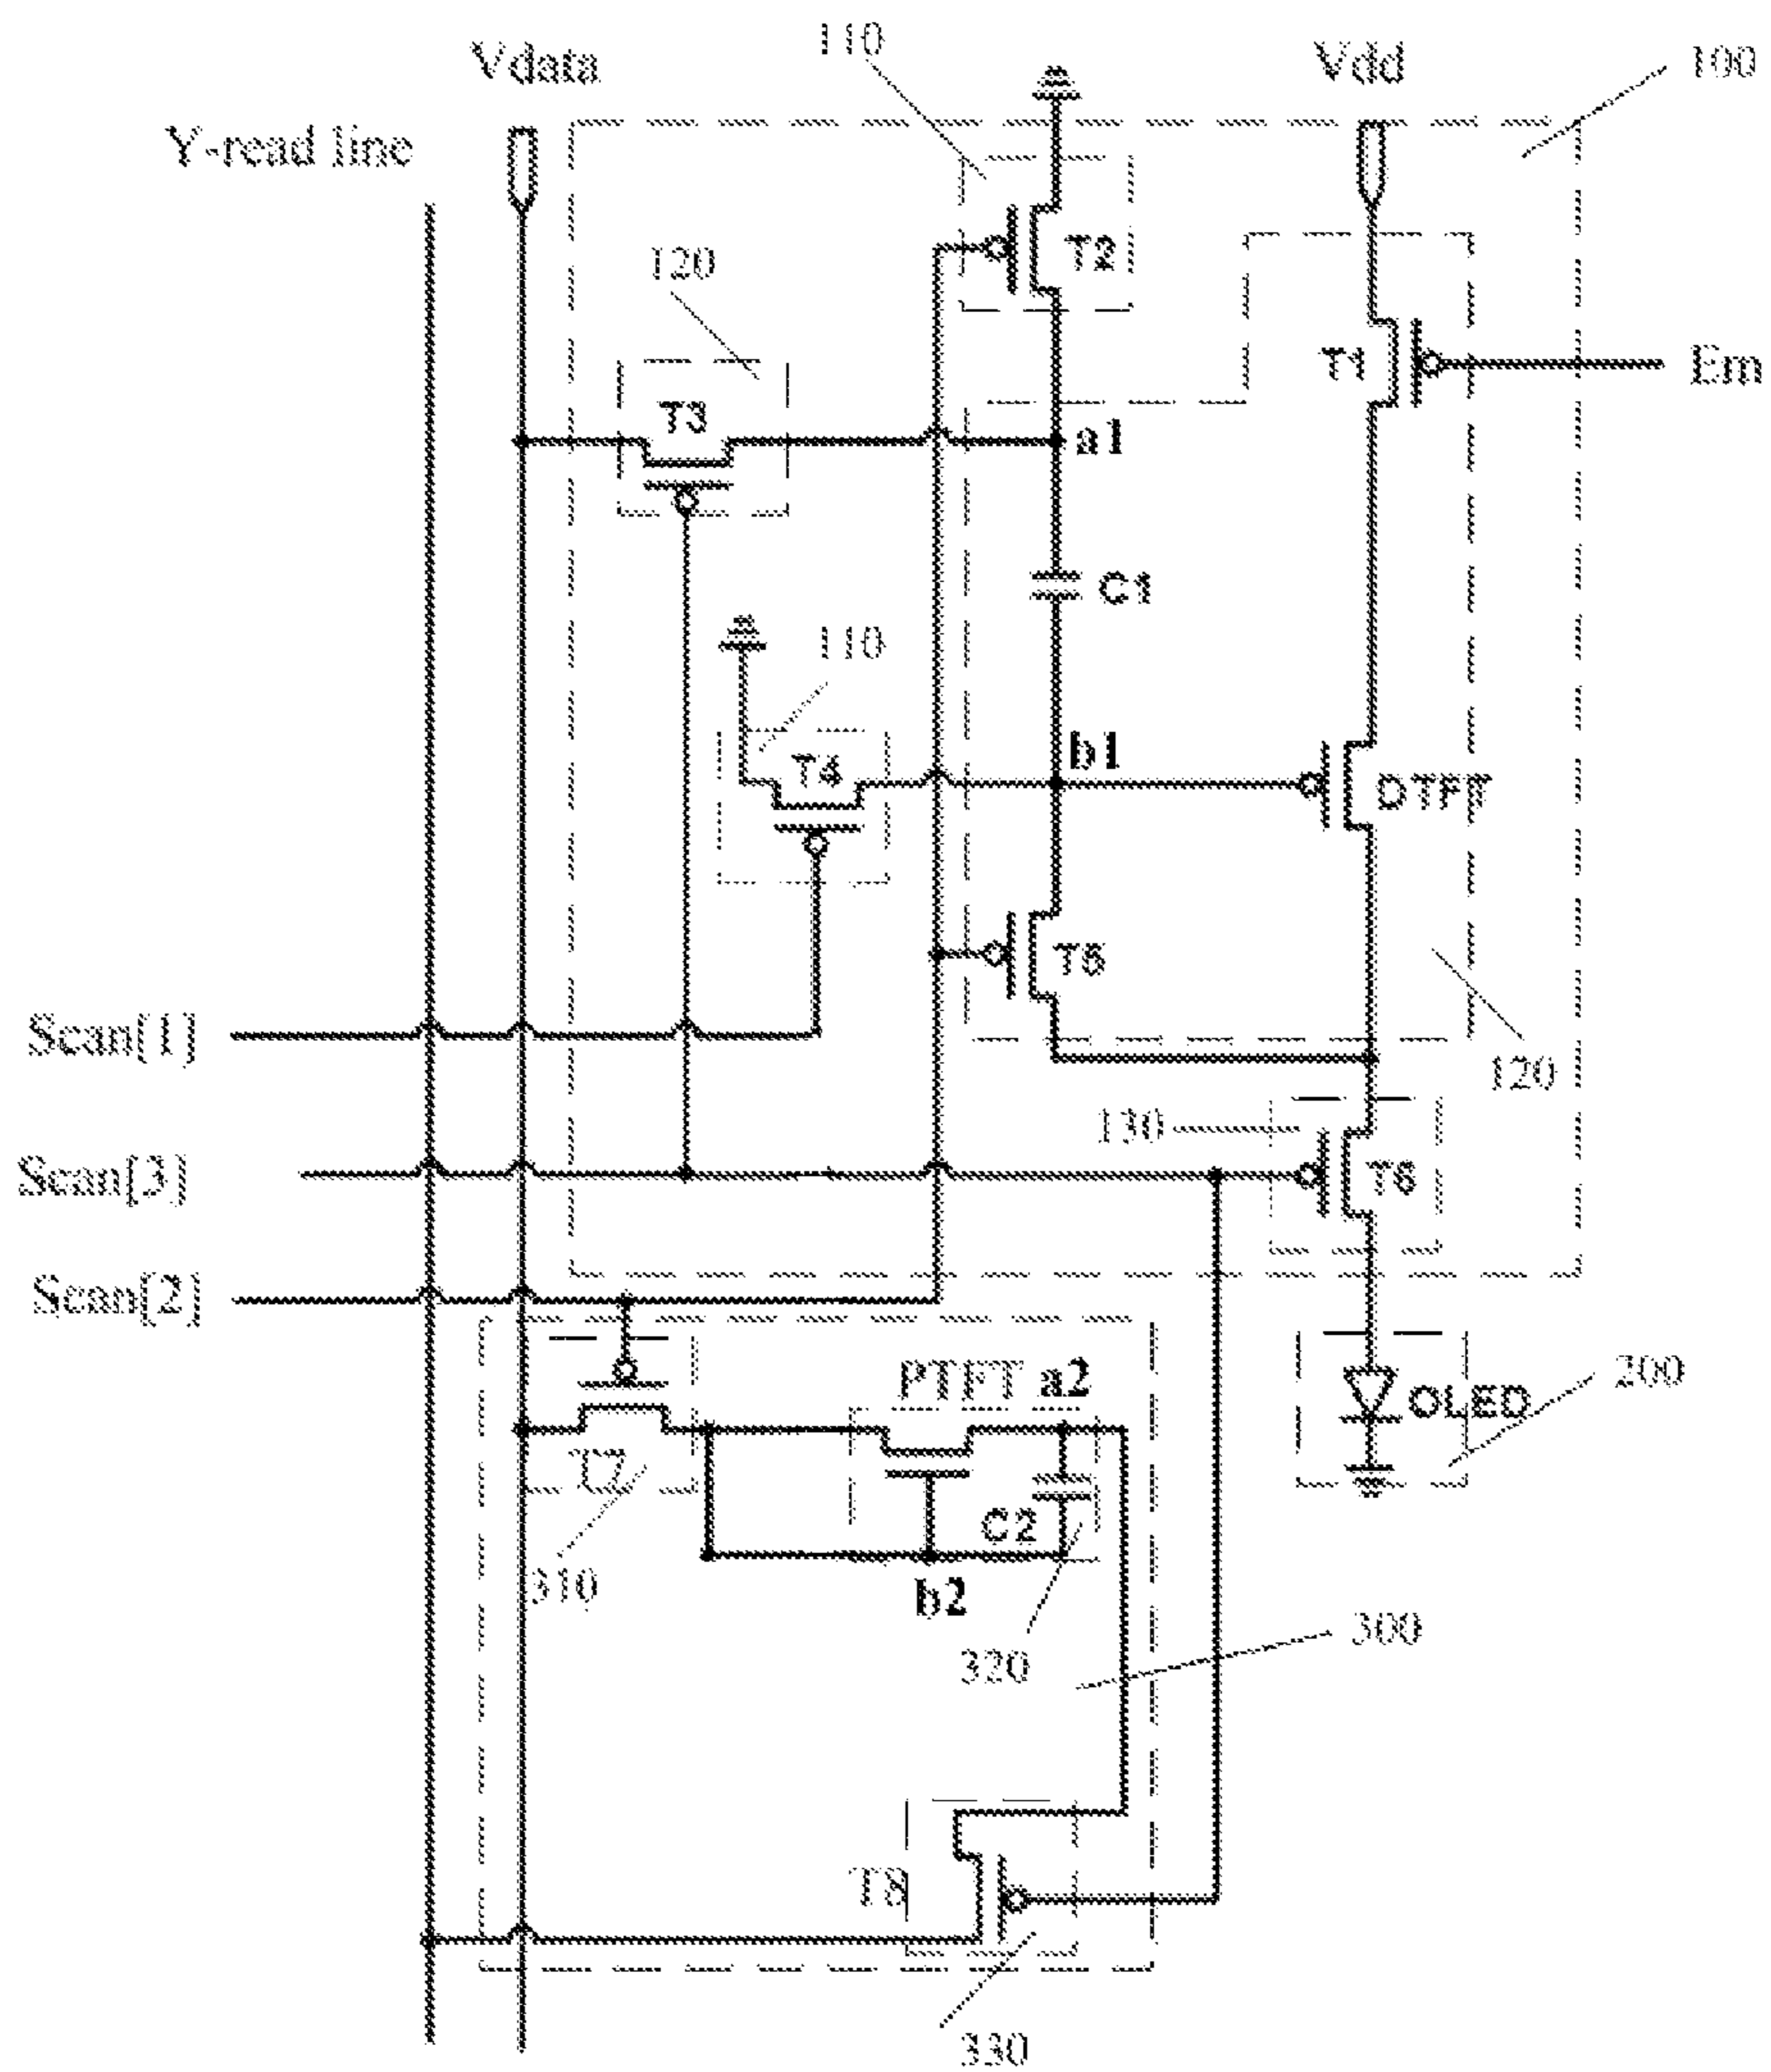 110
Vdata
Vdd
100
Y-read line
T2
120
T1
Em
T3
a1
C1
110
b1
T4
DTFT
T5
Scan[1]
120
130
Scan[3]
T6
Scan[2]
PTFT a2
200
OLED
T7
C2
310
b2
320
300
T8
330